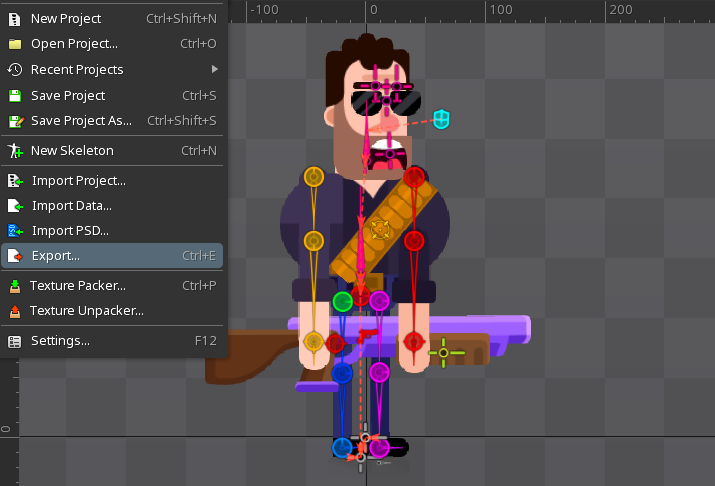 -100 0 100 200
New Project Ctrl+Shift+N
Open Project... Ctrl+O
Recent Projects
Save Project Ctrl+S
Save Project As... Ctrl+Shift+S
New Skeleton Ctrl+N
Import Project...
Import Data...
Import PSD...
Export... Ctrl+E
Texture Packer... Ctrl+P
Texture Unpacker...
Settings... F12
0